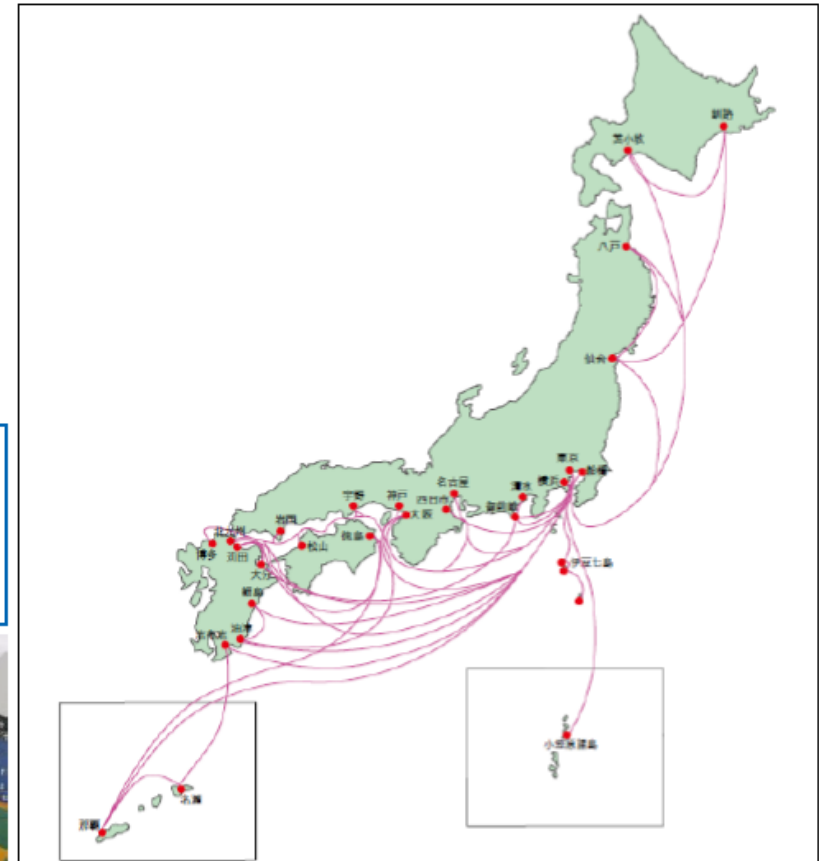 釧路
苫小牧
八戸
仙台
東京
船橋
横浜
名古屋
清水
四日市
御前崎
宇野
神戸
大阪
徳島
岩国
北九州
松山
博多
苅田
大分
細島
油津
志布志
伊豆七島
小笠原諸島
名瀬
那覇